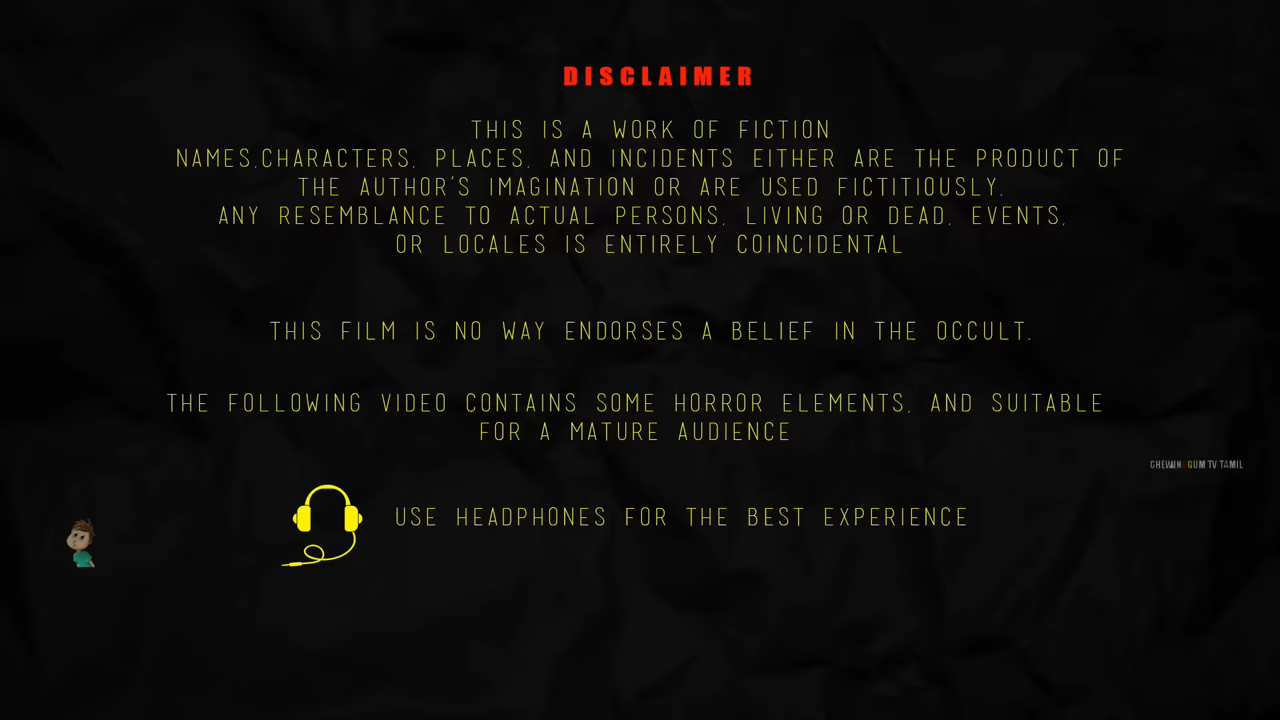 DISCLAIMER
THIS IS A WORK OF FICTION
NAMES,CHARACTERS, PLACES, AND INCIDENTS EITHER ARE THE PRODUCT OF
THE AUTHOR'S IMAGINATION OR ARE USED FICTITIOUSLY.
ANY RESEMBLANCE TO ACTUAL PERSONS, LIVING OR DEAD, EVENTS,
OR LOCALES IS ENTIRELY COINCIDENTAL
THIS FILM IS NO WAY ENDORSES A BELIEF IN THE OCCULT.
THE FOLLOWING VIDEO CONTAINS SOME HORROR ELEMENTS, AND SUITABLE
FOR A MATURE AUDIENCE
CHEWINGGUM TV TAMIL
USE HEADPHONES FOR THE BEST EXPERIENCE